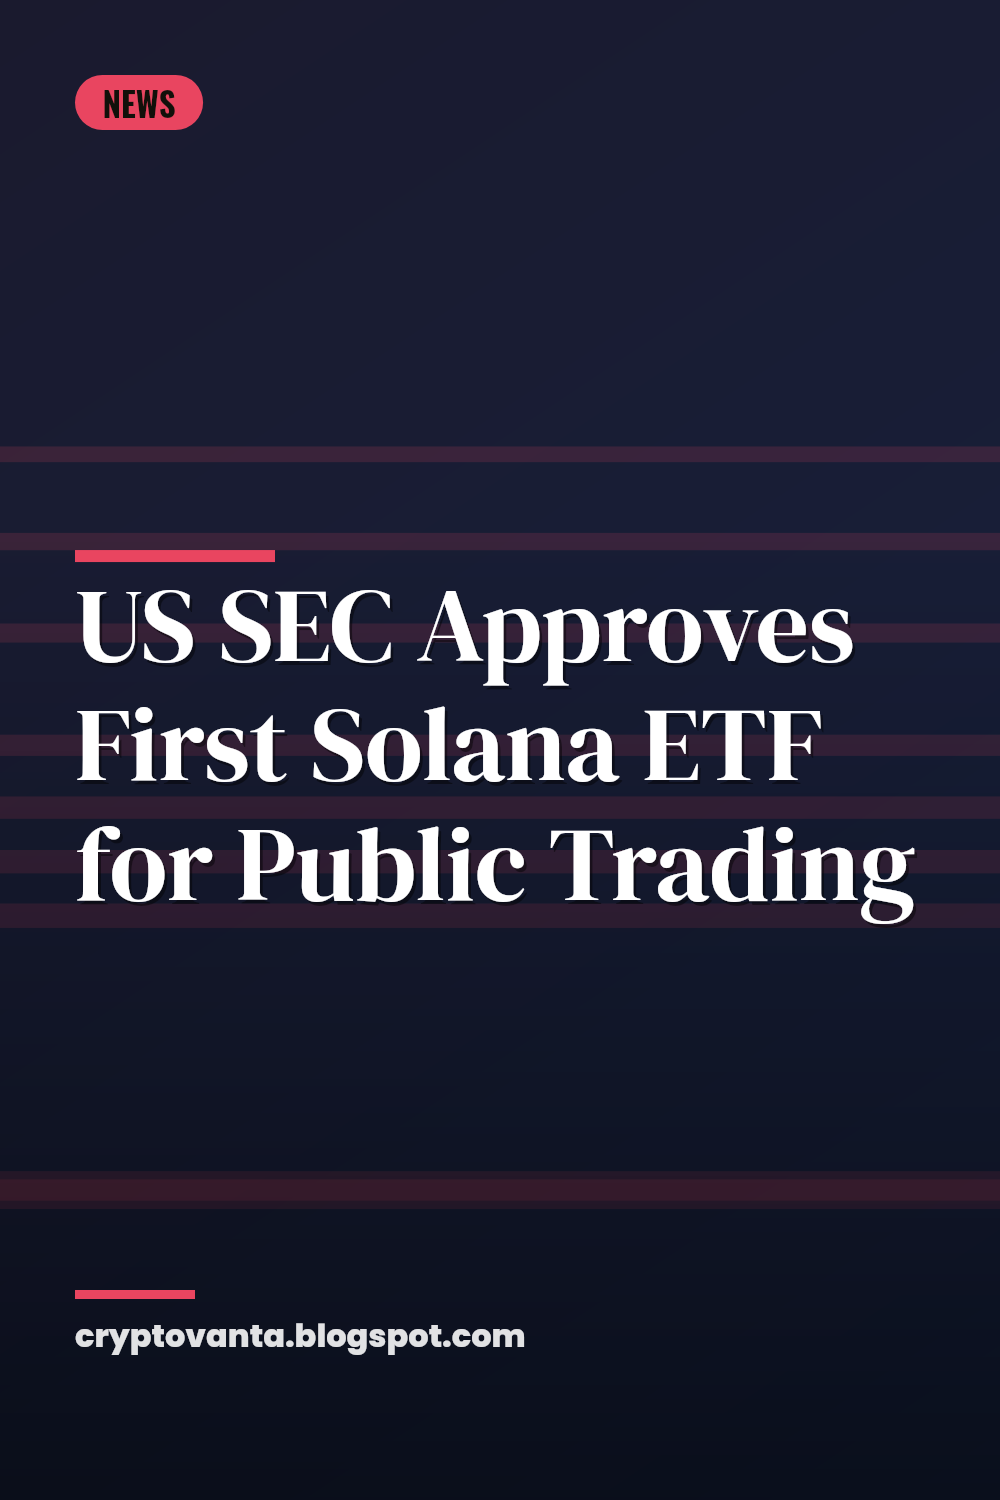 NEWS
US SEC Approves
First Solana ETF
for Public Trading
cryptovanta.blogspot.com